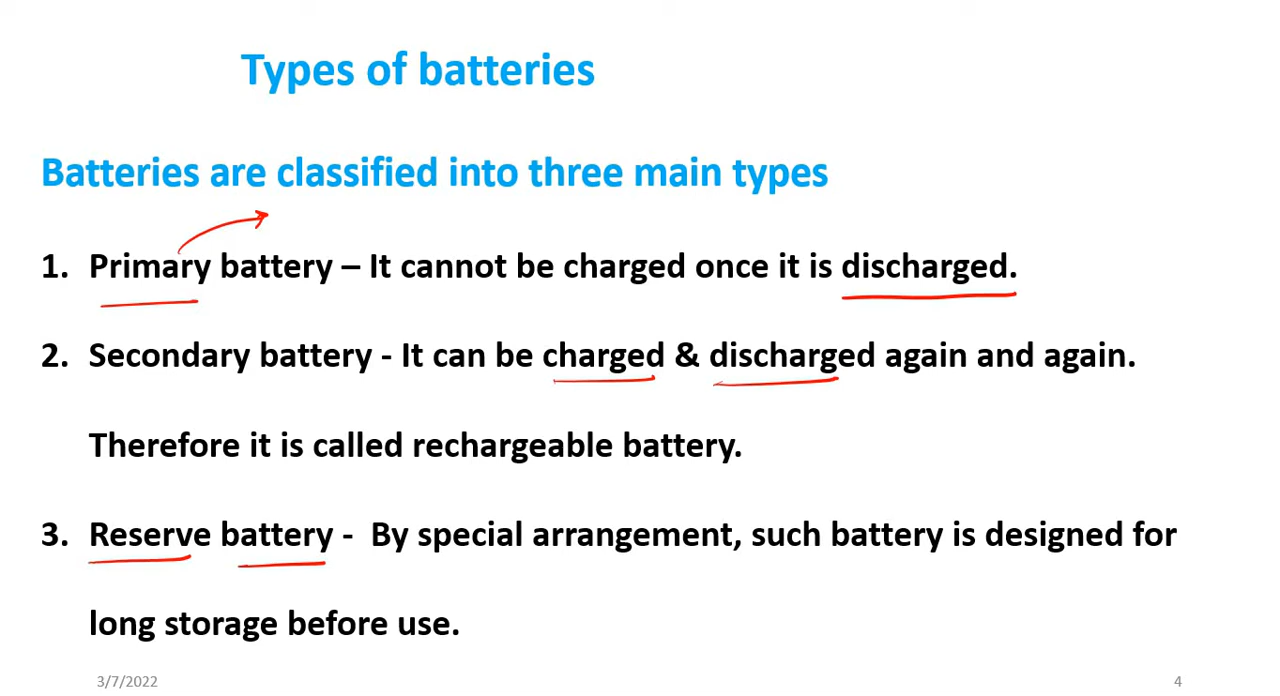 Types of batteries
Batteries are classified into three main types
1. Primary battery – It cannot be charged once it is discharged.
2. Secondary battery - It can be charged & discharged again and again.
Therefore it is called rechargeable battery.
3. Reserve battery - By special arrangement, such battery is designed for
long storage before use.
3/7/2022
4